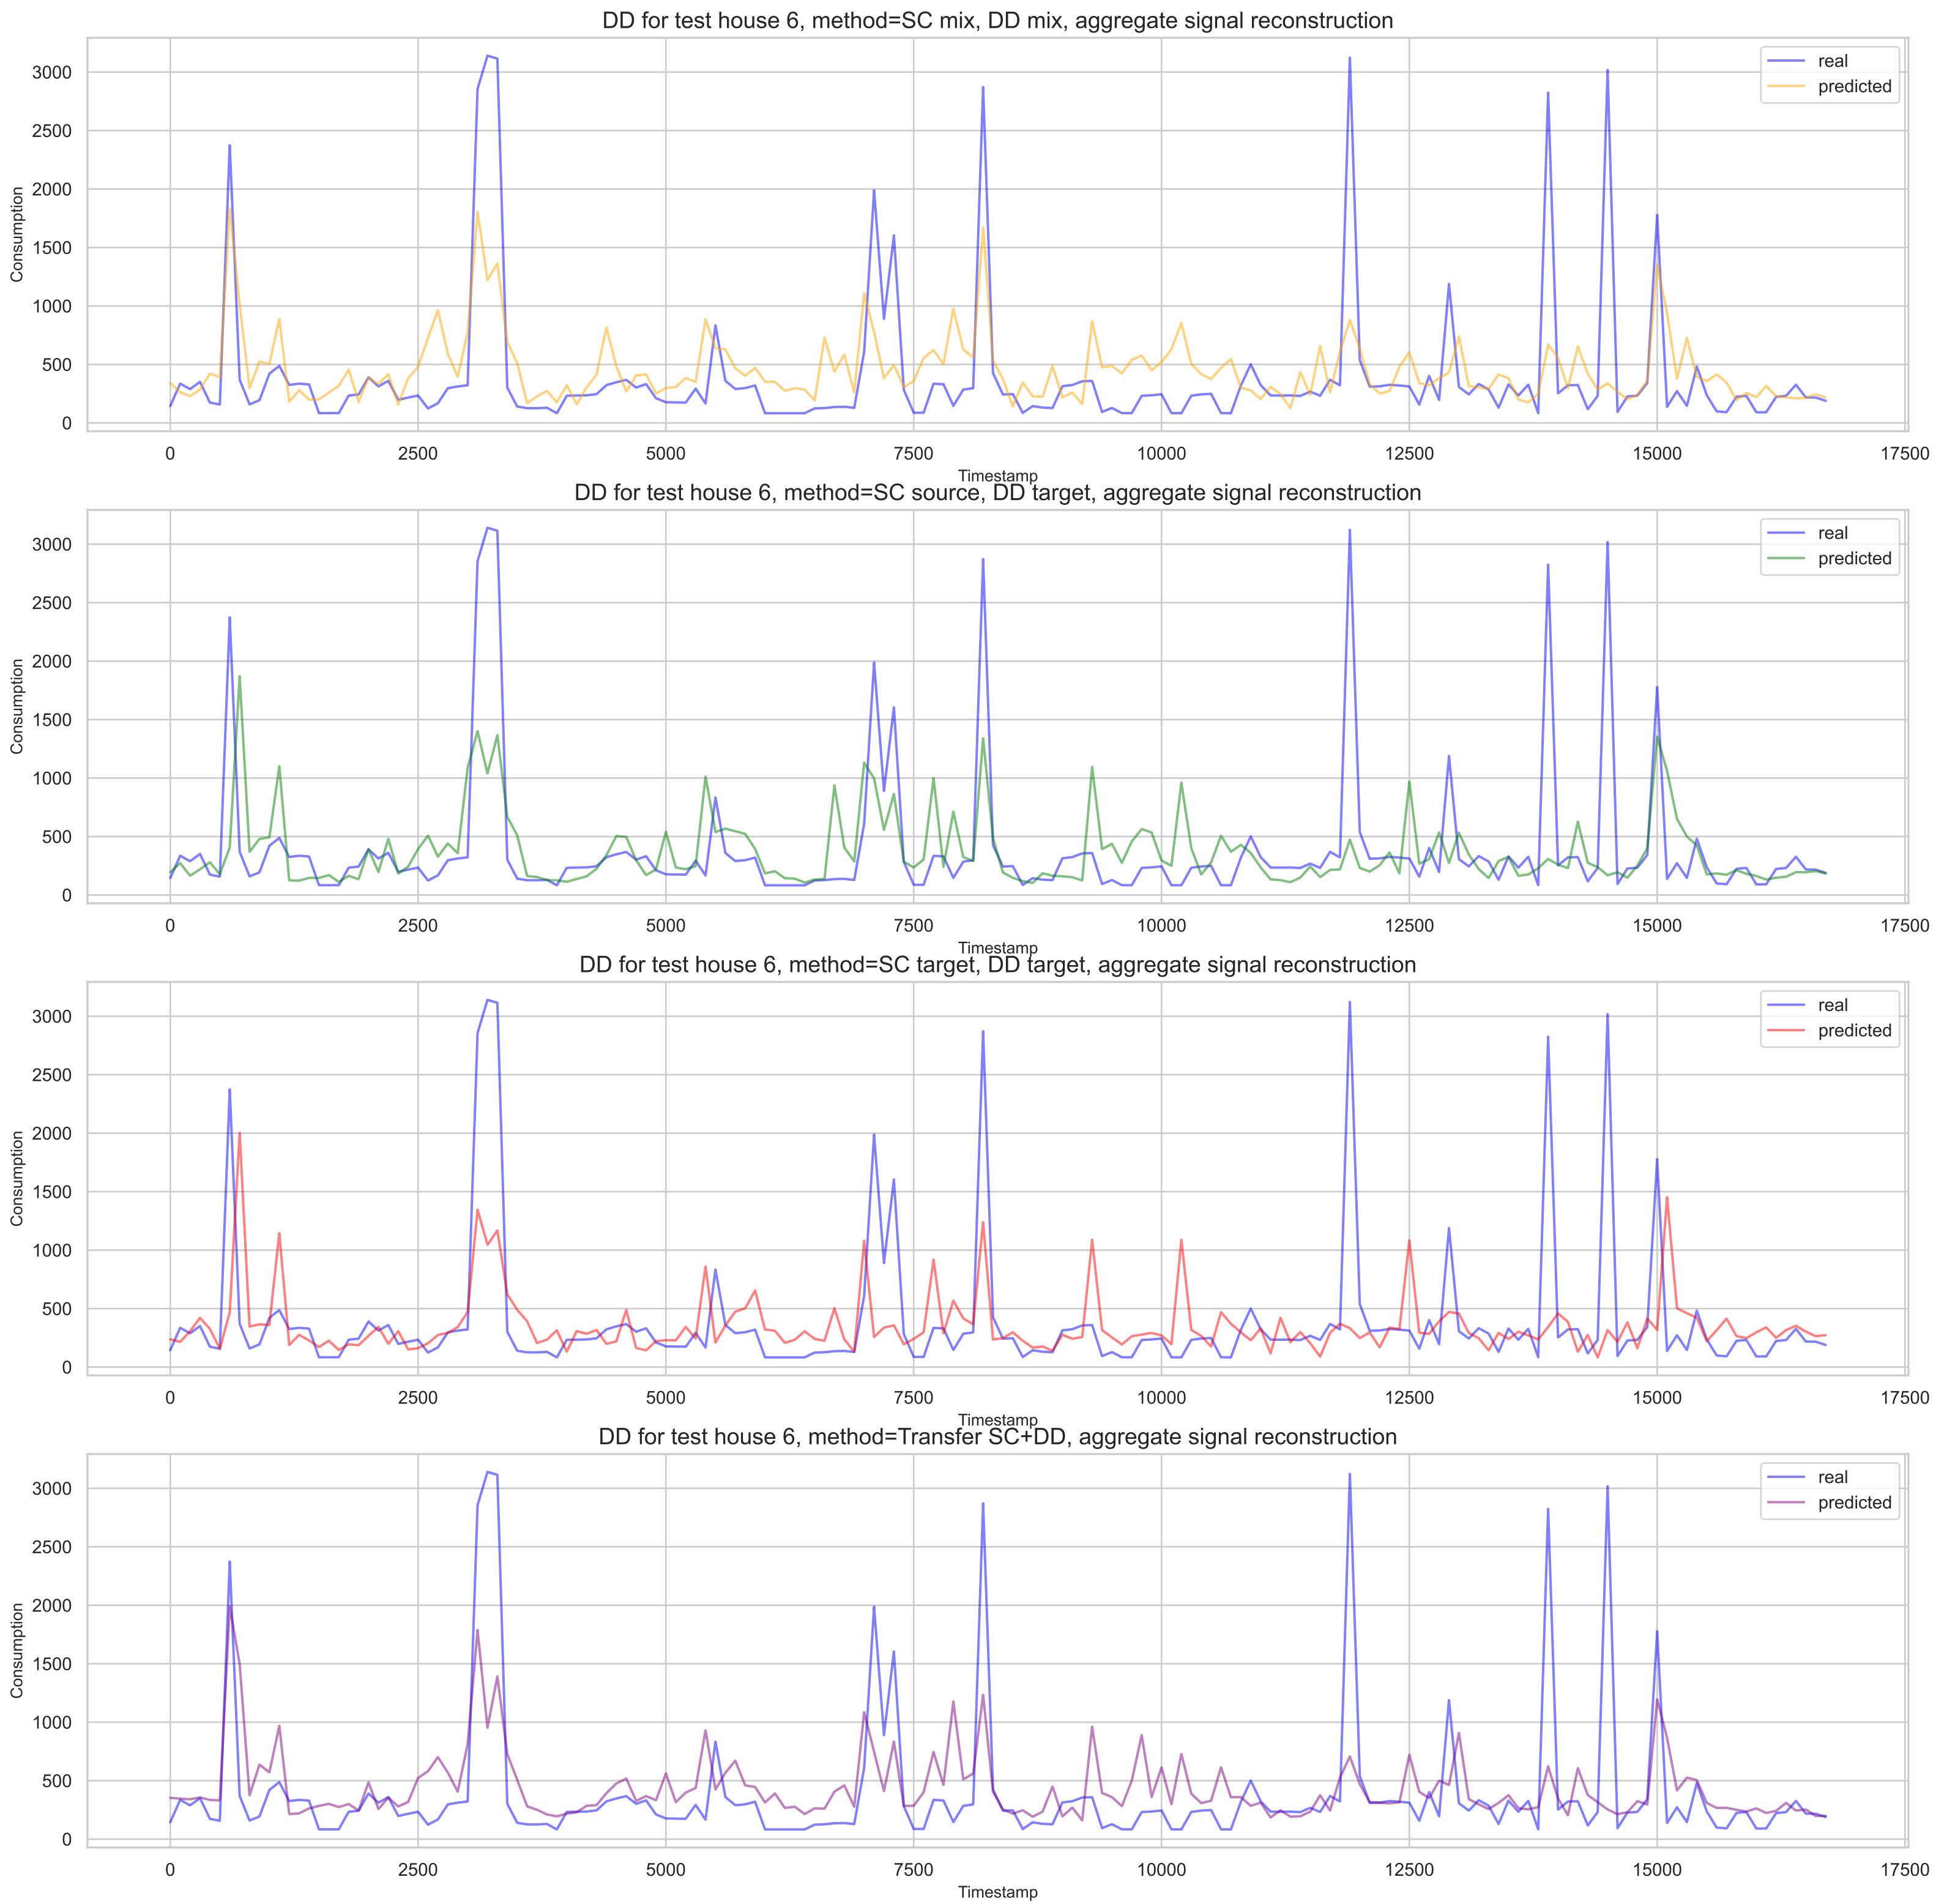 DD for test house 6, method=SC mix, DD mix, aggregate signal reconstruction
real
predicted
3000
2500
2000
1500
1000
500
0
Consumption
0 2500 5000 7500 10000 12500 15000 17500
Timestamp
DD for test house 6, method=SC source, DD target, aggregate signal reconstruction
real
predicted
3000
2500
2000
1500
1000
500
0
Consumption
0 2500 5000 7500 10000 12500 15000 17500
Timestamp
DD for test house 6, method=SC target, DD target, aggregate signal reconstruction
real
predicted
3000
2500
2000
1500
1000
500
0
Consumption
0 2500 5000 7500 10000 12500 15000 17500
Timestamp
DD for test house 6, method=Transfer SC+DD, aggregate signal reconstruction
real
predicted
3000
2500
2000
1500
1000
500
0
Consumption
0 2500 5000 7500 10000 12500 15000 17500
Timestamp